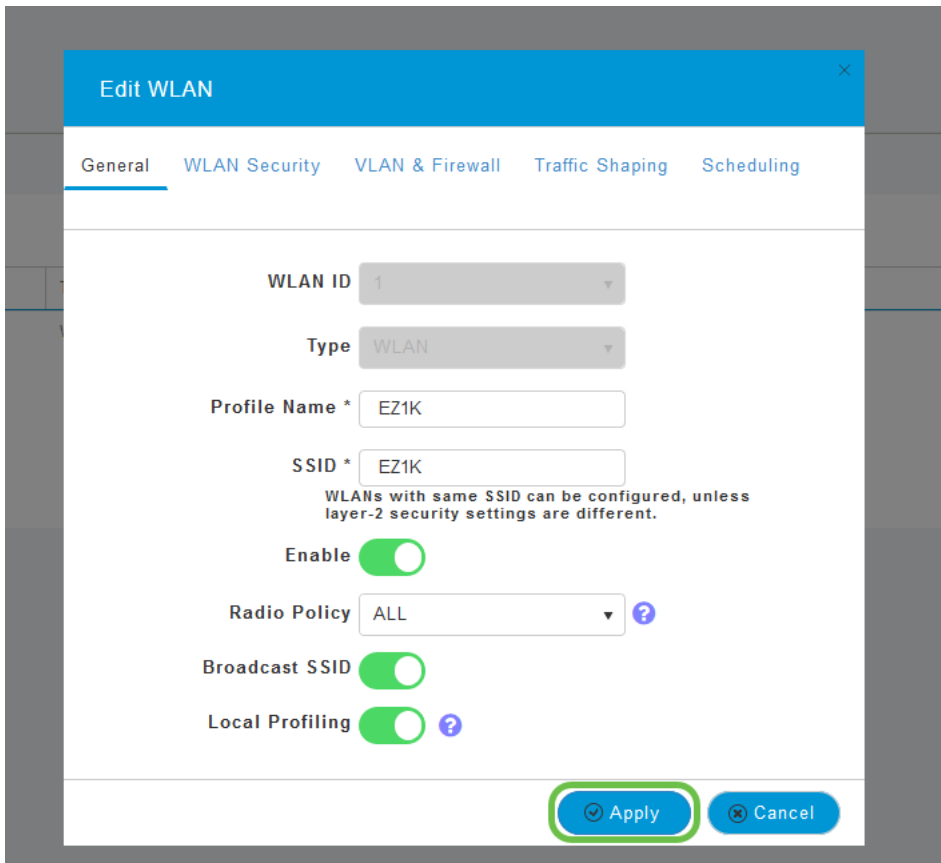 Edit WLAN
General WLAN Security VLAN & Firewall Traffic Shaping Scheduling
WLAN ID 1
Type WLAN
Profile Name * EZ1K
SSID * EZ1K
WLANs with same SSID can be configured, unless
layer-2 security settings are different.
Enable
Radio Policy ALL ?
Broadcast SSID
Local Profiling ?
Apply Cancel